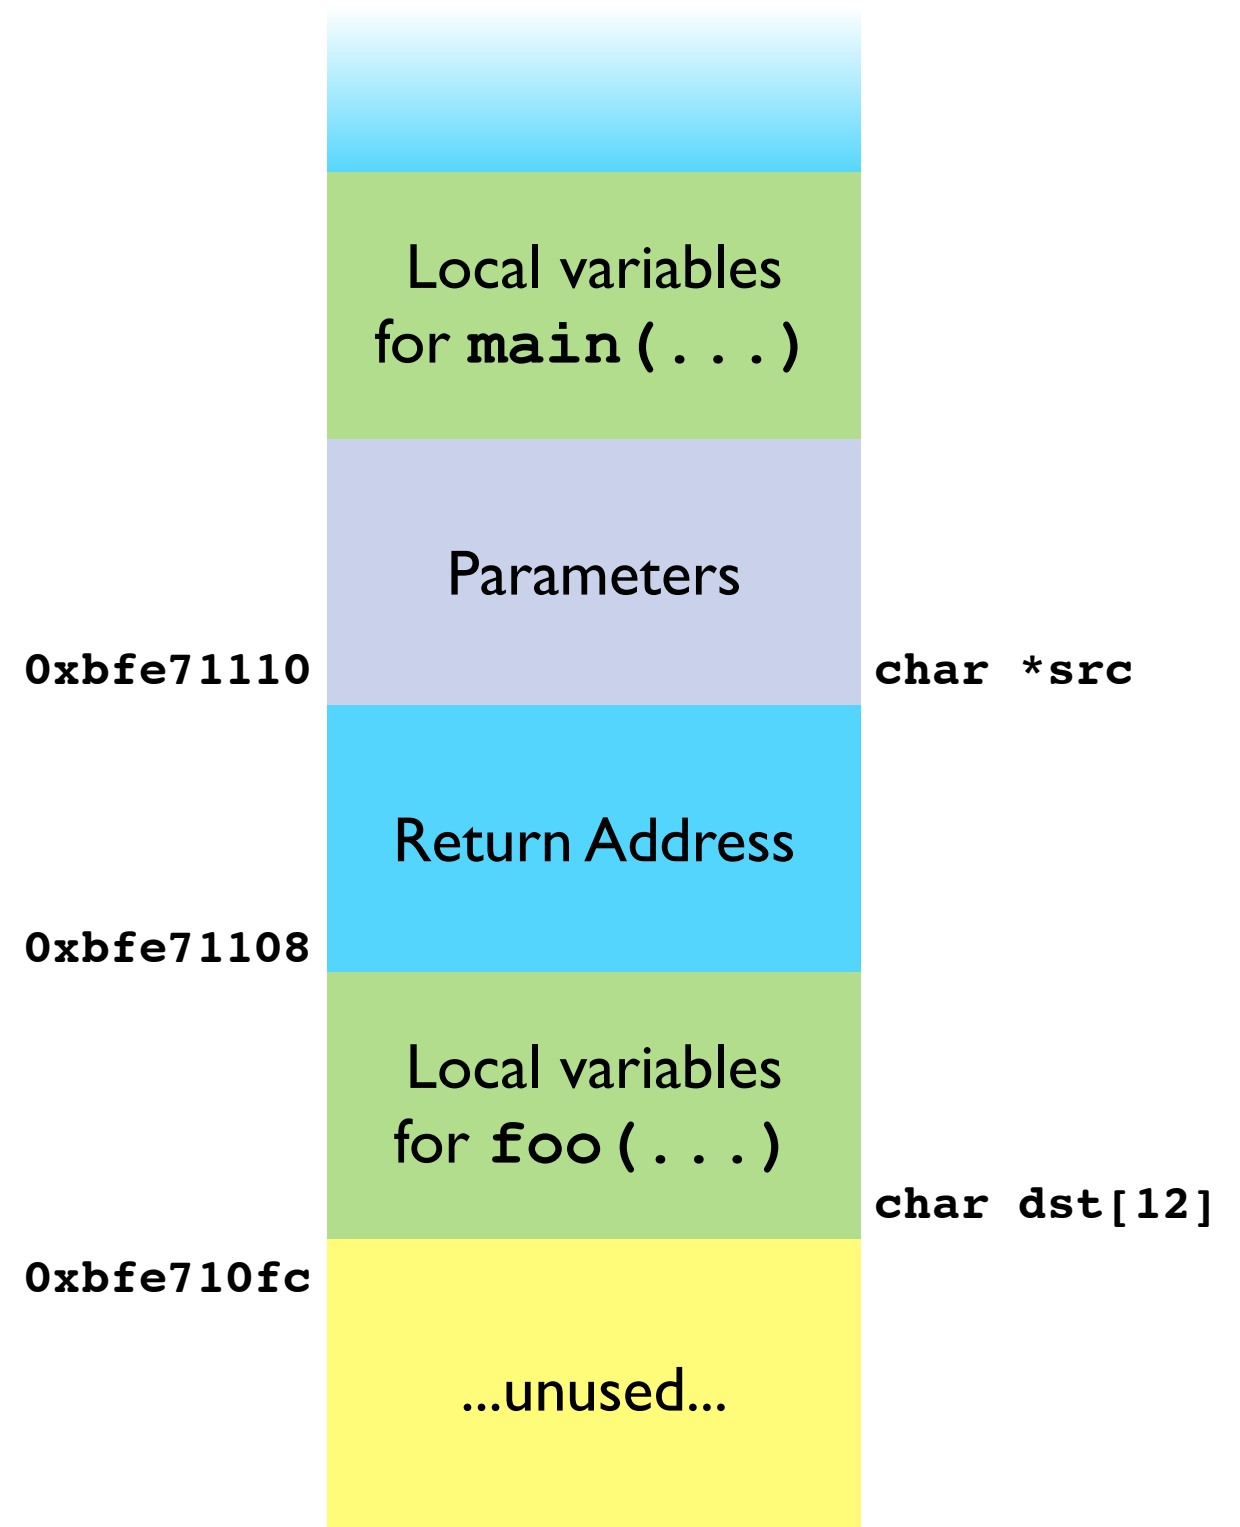 Local variables
for main(...)
Parameters
0xbfe71110
char *src
Return Address
0xbfe71108
Local variables
for foo(...)
char dst[12]
0xbfe710fc
...unused...